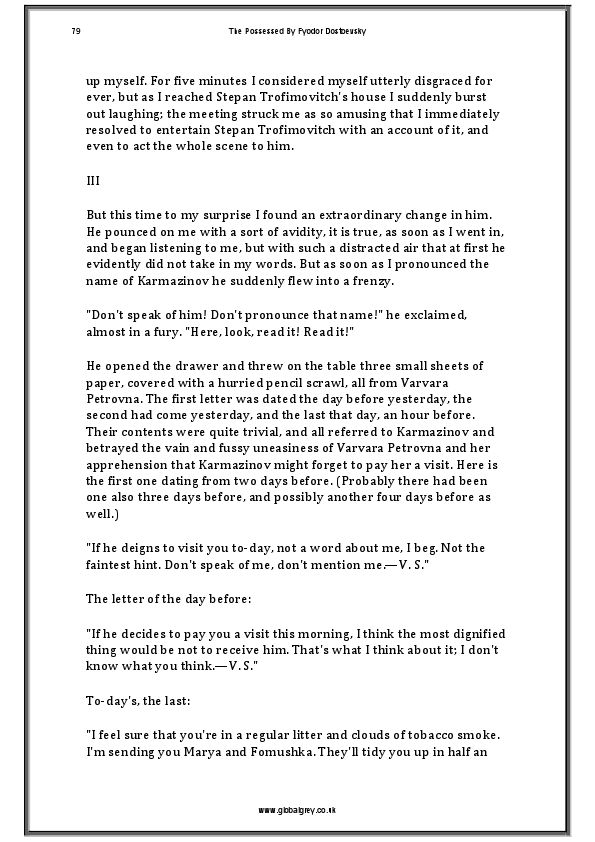 79
The Possessed By Fyodor Dostoevsky
up myself. For five minutes I considered myself utterly disgraced for
ever, but as I reached Stepan Trofimovitch's house I suddenly burst
out laughing; the meeting struck me as so amusing that I immediately
resolved to entertain Stepan Trofimovitch with an account of it, and
even to act the whole scene to him.
III
But this time to my surprise I found an extraordinary change in him.
He pounced on me with a sort of avidity, it is true, as soon as I went in,
and began listening to me, but with such a distracted air that at first he
evidently did not take in my words. But as soon as I pronounced the
name of Karmazinov he suddenly flew into a frenzy.
"Don't speak of him! Don't pronounce that name!" he exclaimed,
almost in a fury. "Here, look, read it! Read it!"
He opened the drawer and threw on the table three small sheets of
paper, covered with a hurried pencil scrawl, all from Varvara
Petrovna. The first letter was dated the day before yesterday, the
second had come yesterday, and the last that day, an hour before.
Their contents were quite trivial, and all referred to Karmazinov and
betrayed the vain and fussy uneasiness of Varvara Petrovna and her
apprehension that Karmazinov might forget to pay her a visit. Here is
the first one dating from two days before. (Probably there had been
one also three days before, and possibly another four days before as
well.)
"If he deigns to visit you to-day, not a word about me, I beg. Not the
faintest hint. Don't speak of me, don't mention me.—V. S."
The letter of the day before:
"If he decides to pay you a visit this morning, I think the most dignified
thing would be not to receive him. That's what I think about it; I don't
know what you think.—V. S."
To-day's, the last:
"I feel sure that you're in a regular litter and clouds of tobacco smoke.
I'm sending you Marya and Fomushka. They'll tidy you up in half an
www.globalgrey.co.uk